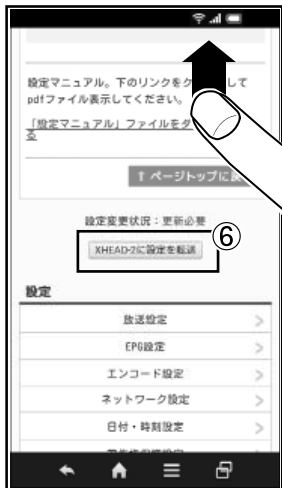 設定マニュアル。下のリンクをク して
pdfファイル表示してください。
「設定マニュアル」ファイルをダ
る
↑ ページトップに戻
設定変更状況：更新必要
⑥
XHEAD-2に設定を転送
設定
放送設定
EPG設定
エンコード設定
ネットワーク設定
日付・時刻設定